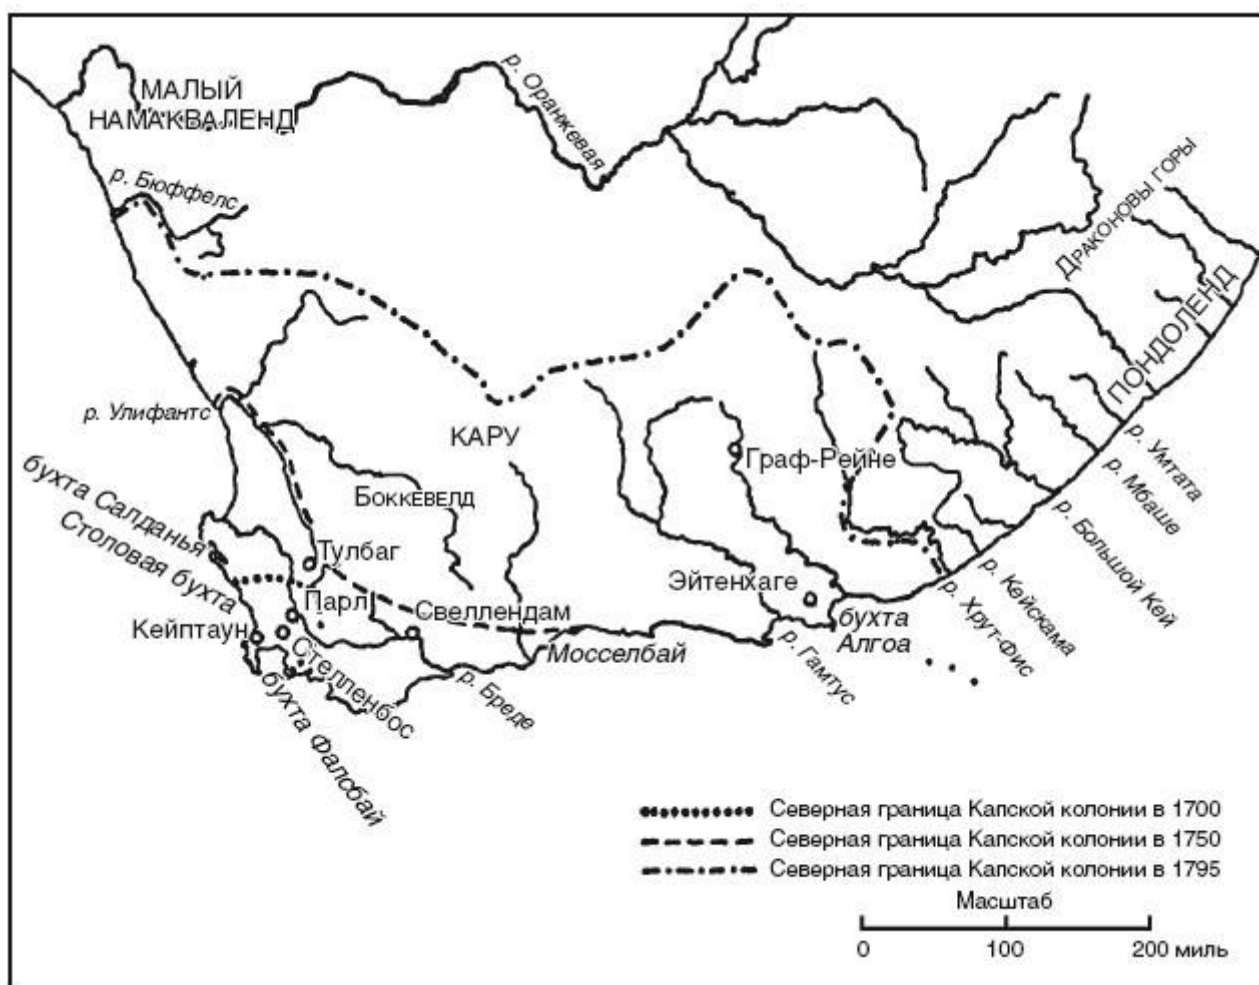 МАЛЫЙ
НАМАКВАЛЕНД
р. Оранжевая
р. Бюффелс
ДРАКОНОВЫ ГОРЫ
ПОНДОЛЕНД
р. Улифантс
КАРУ
БОККЕВЕЛД
Граф-Рейне
р. Умтата
р. Мбаше
р. Большой Кей
р. Кейскама
р. Хрут-Фис
бухта Салданья
Столовая бухта
Тулбаг
Парл
Свеллендам
Кейптаун
Стелленбос
бухта Фалсбай
р. Бреде
Моссельбай
Эйтенхаге
бухта
Алгоа
р. Гамтус
Северная граница Капской колонии в 1700
Северная граница Капской колонии в 1750
Северная граница Капской колонии в 1795
Масштаб
0 100 200 миль